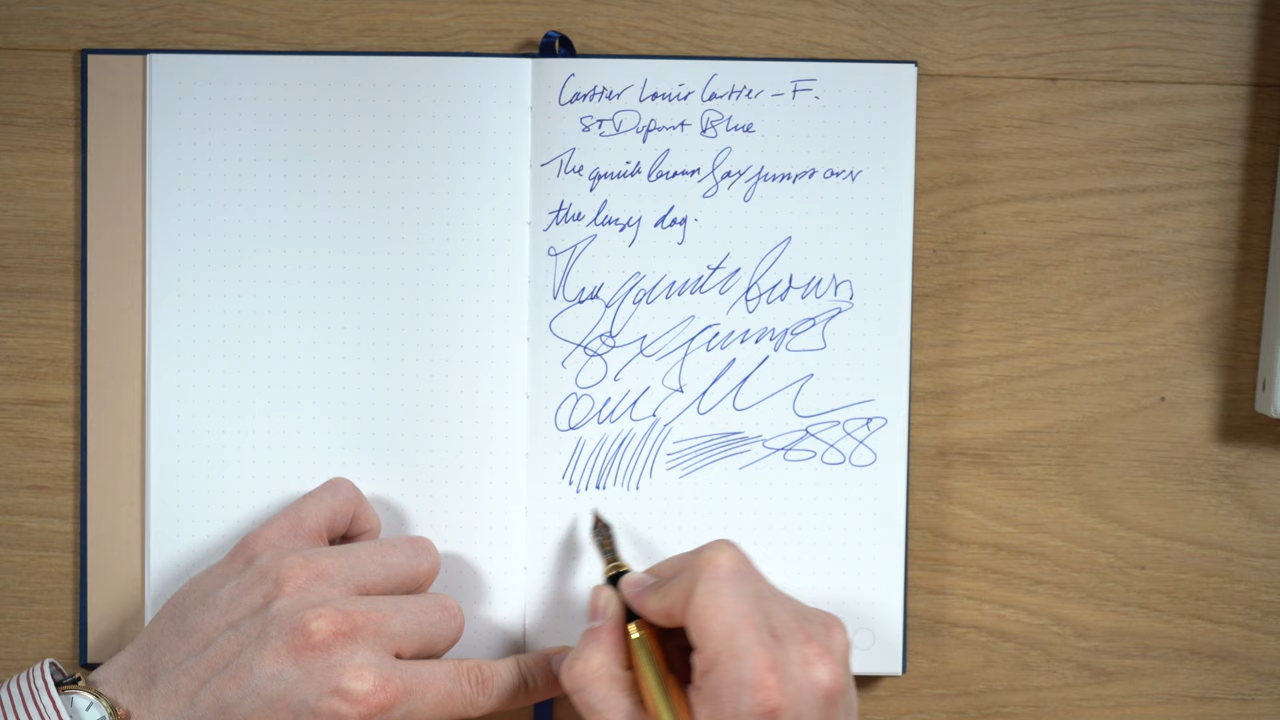 Cartier Louis Cartier - F.
St Dupont Blue
The quick brown fox jumps over
the lazy dog.
The quick brown
fox jumps
888